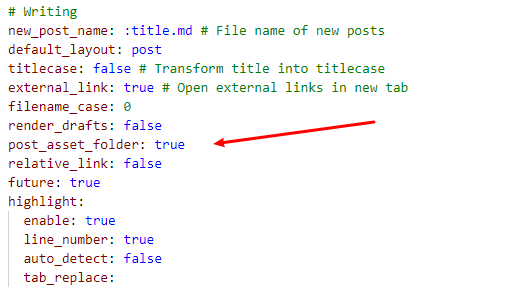 # Writing
new_post_name: :title.md # File name of new posts
default_layout: post
titlecase: false # Transform title into titlecase
external_link: true # Open external links in new tab
filename_case: 0
render_drafts: false
post_asset_folder: true
relative_link: false
future: true
highlight:
  enable: true
  line_number: true
  auto_detect: false
  tab_replace: